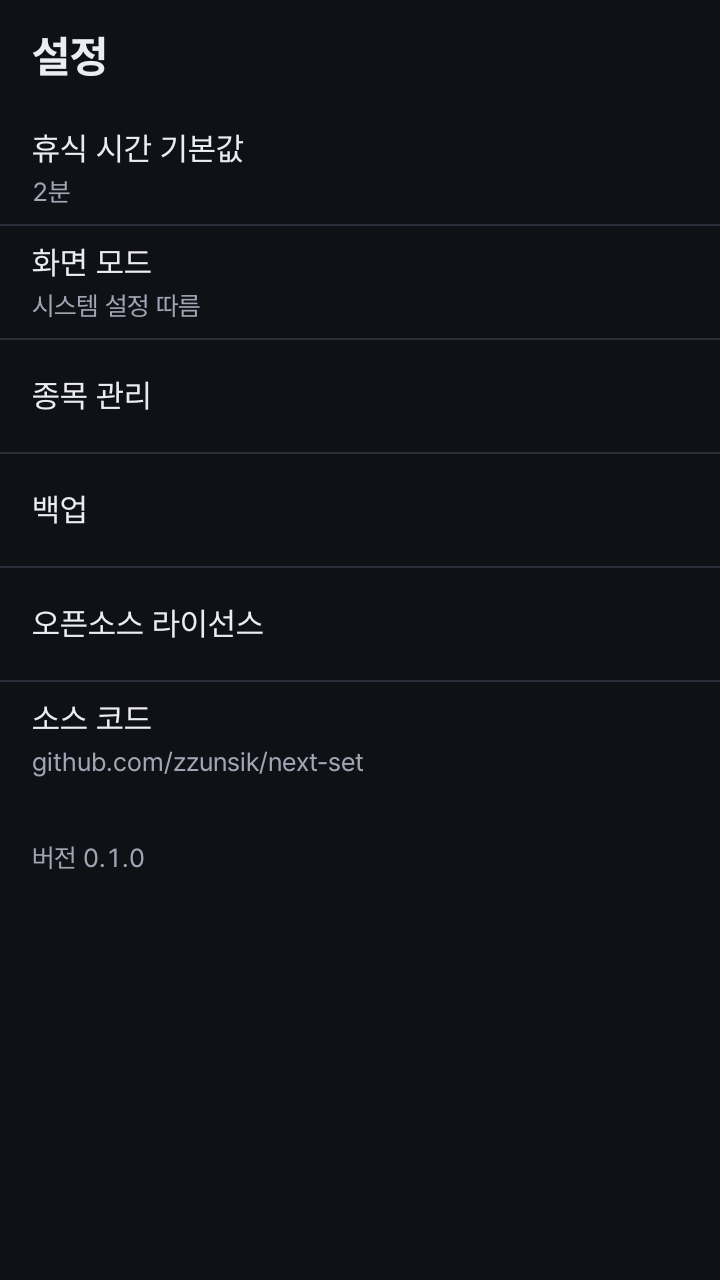 설정
휴식 시간 기본값
2분
화면 모드
시스템 설정 따름
종목 관리
백업
오픈소스 라이선스
소스 코드
github.com/zzunsik/next-set
버전 0.1.0